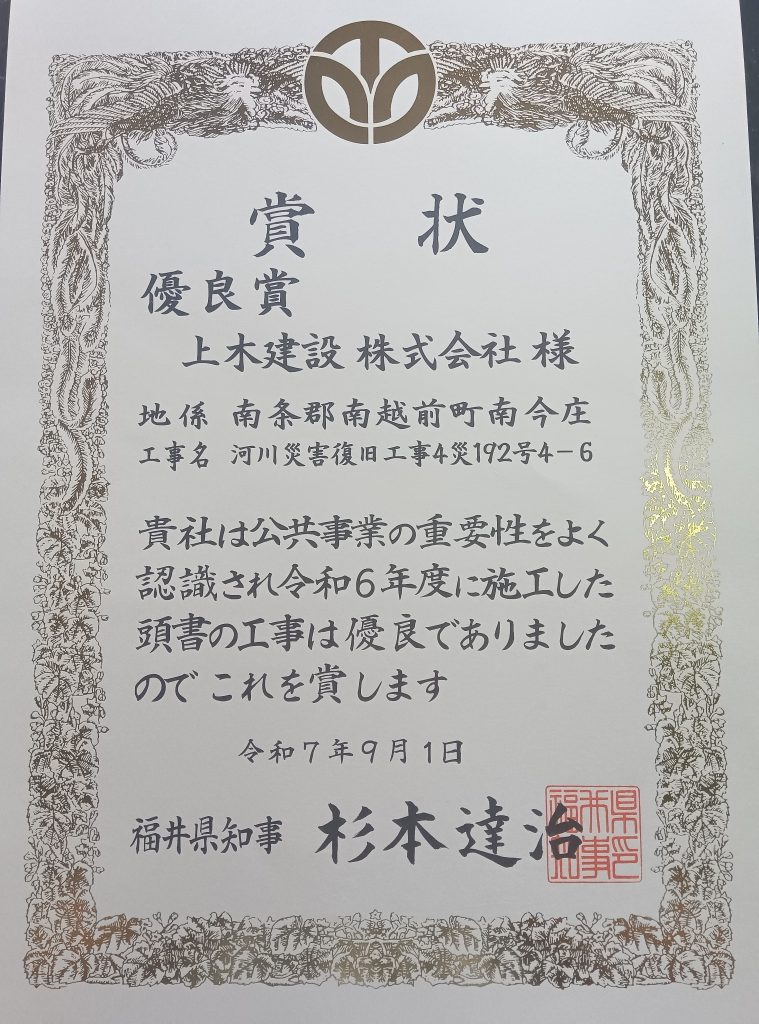 賞状
優良賞
上木建設 株式会社 様
地係 南条郡南越前町南今庄
工事名 河川災害復旧工事4災192号4-6
貴社は公共事業の重要性をよく
認識され令和6年度に施工した
頭書の工事は優良でありました
のでこれを賞します
令和7年9月1日
福井県知事 杉本達治